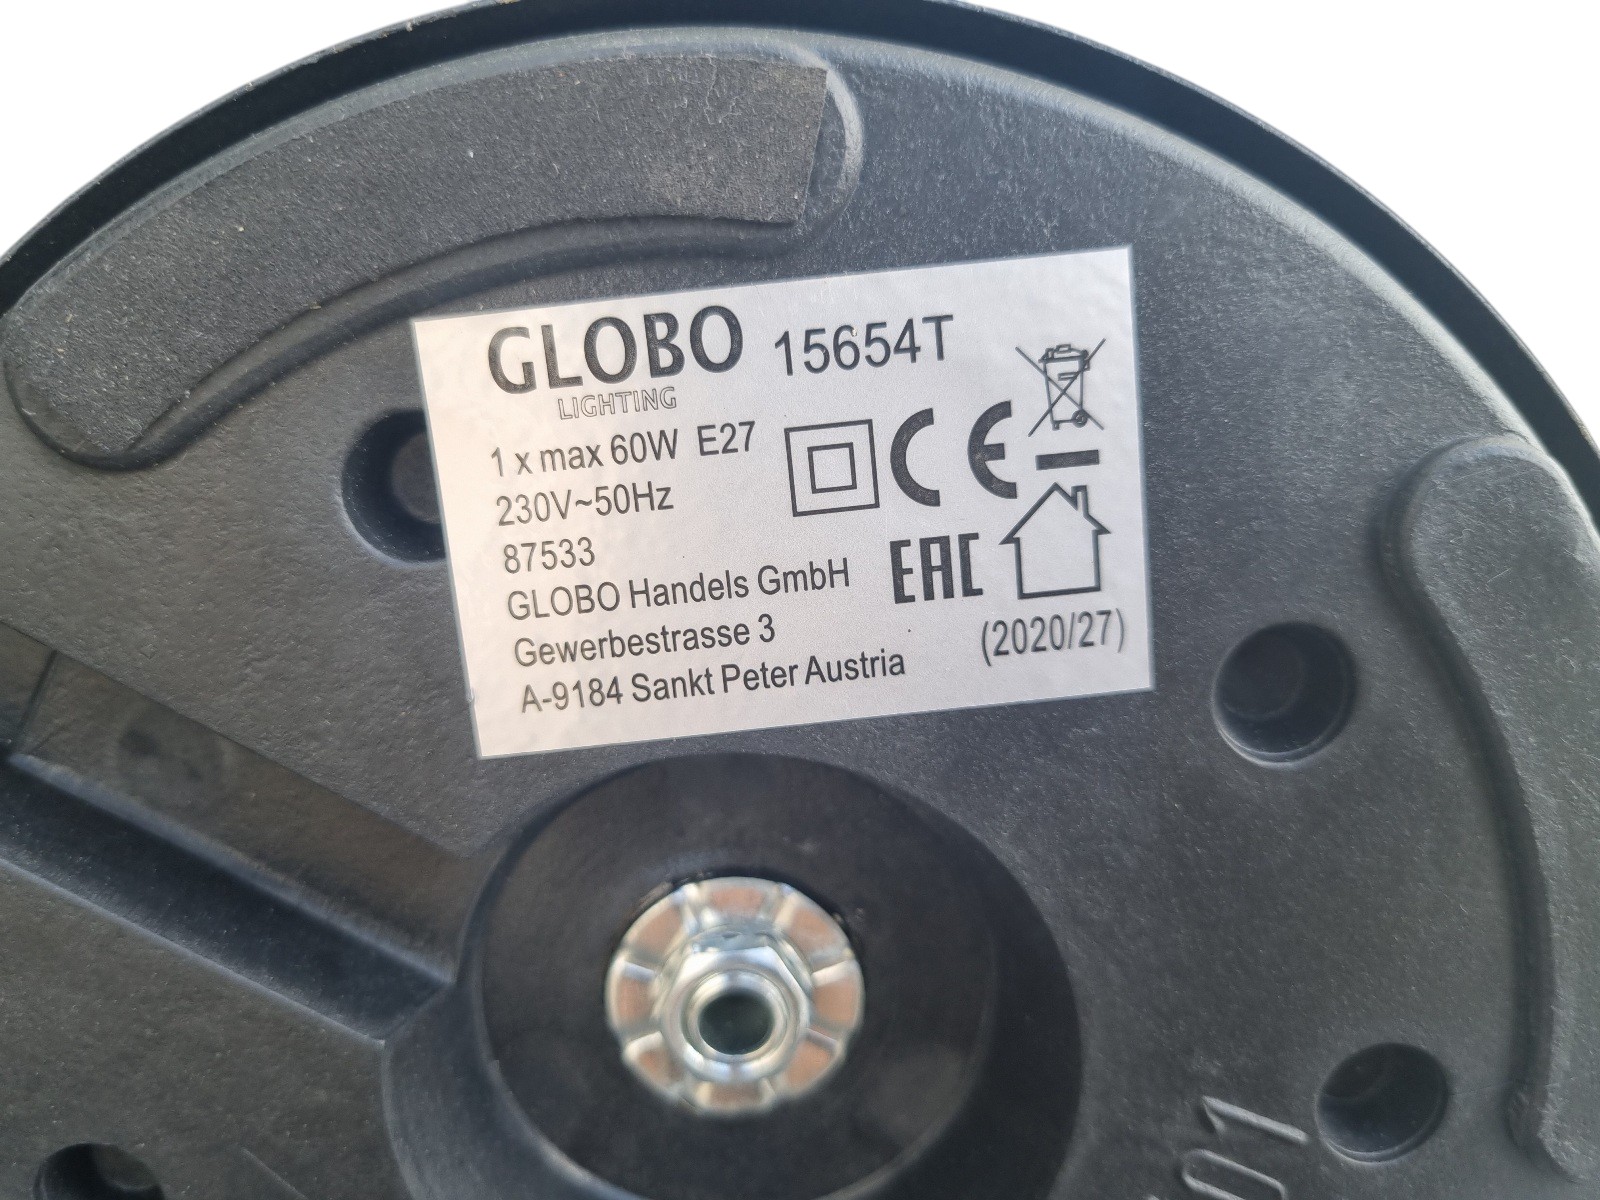 GLOBO 15654T
LIGHTING
1 x max 60W E27
230V~50Hz
87533
GLOBO Handels GmbH
Gewerbestrasse 3
A-9184 Sankt Peter Austria
CE
EAC
(2020/27)
01